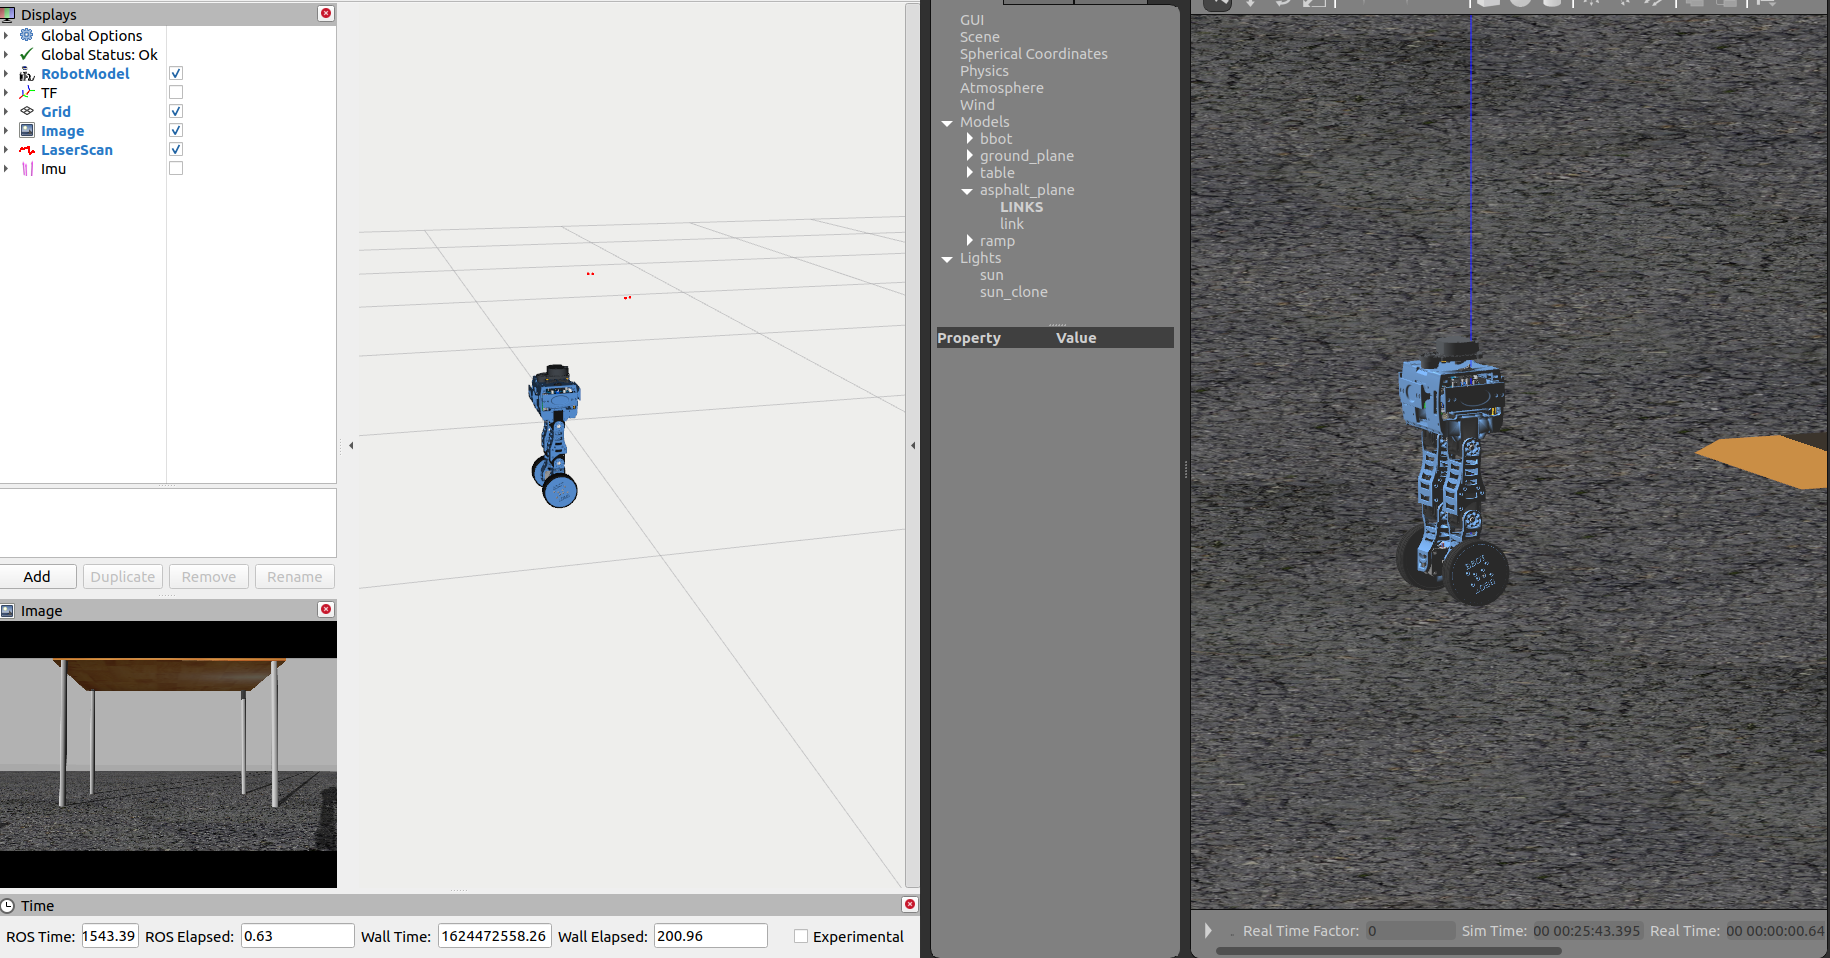 Displays
Global Options
Global Status: Ok
RobotModel
TF
Grid
Image
LaserScan
Imu
Add
Duplicate
Remove
Rename
Image
Time
ROS Time: 1543.39 ROS Elapsed: 0.63 Wall Time: 1624472558.26 Wall Elapsed: 200.96 Experimental
GUI
Scene
Spherical Coordinates
Physics
Atmosphere
Wind
Models
bbot
ground_plane
table
asphalt_plane
LINKS
link
ramp
Lights
sun
sun_clone
Property Value
Real Time Factor: 0 Sim Time: 00 00:25:43.395 Real Time: 00 00:00:00.64